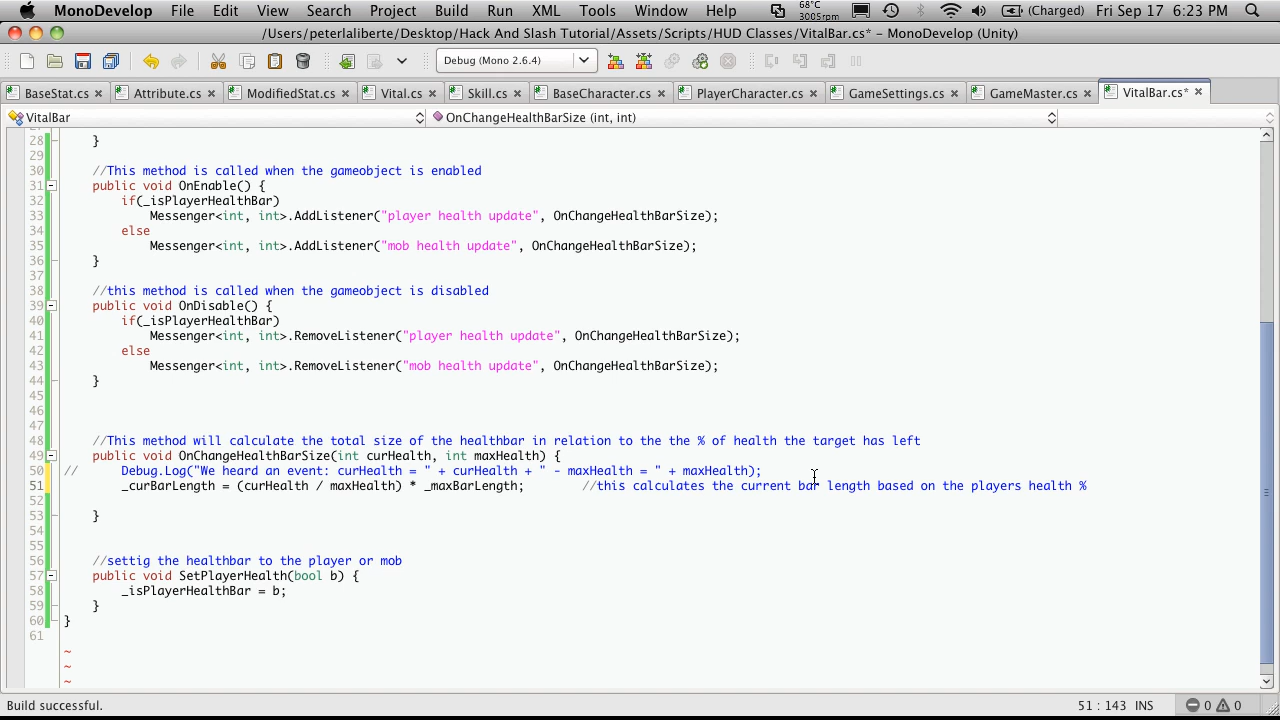 MonoDevelop File Edit View Search Project Build Run XML Tools Window Help 68°C 3005rpm (Charged) Fri Sep 17 6:23 PM
/Users/peterlaliberte/Desktop/Hack And Slash Tutorial/Assets/Scripts/HUD Classes/VitalBar.cs* – MonoDevelop (Unity)
Debug (Mono 2.6.4)
BaseStat.cs Attribute.cs ModifiedStat.cs Vital.cs Skill.cs BaseCharacter.cs PlayerCharacter.cs GameSettings.cs GameMaster.cs VitalBar.cs*
VitalBar OnChangeHealthBarSize (int, int)
27
28 }
29
30 //This method is called when the gameobject is enabled
31 public void OnEnable() {
32 if(_isPlayerHealthBar)
33 Messenger<int, int>.AddListener("player health update", OnChangeHealthBarSize);
34 else
35 Messenger<int, int>.AddListener("mob health update", OnChangeHealthBarSize);
36 }
37
38 //this method is called when the gameobject is disabled
39 public void OnDisable() {
40 if(_isPlayerHealthBar)
41 Messenger<int, int>.RemoveListener("player health update", OnChangeHealthBarSize);
42 else
43 Messenger<int, int>.RemoveListener("mob health update", OnChangeHealthBarSize);
44 }
45
46
47
48 //This method will calculate the total size of the healthbar in relation to the the % of health the target has left
49 public void OnChangeHealthBarSize(int curHealth, int maxHealth) {
50 // Debug.Log("We heard an event: curHealth = " + curHealth + " - maxHealth = " + maxHealth);
51 _curBarLength = (curHealth / maxHealth) * _maxBarLength; //this calculates the current bar length based on the players health %
52
53 }
54
55
56 //settig the healthbar to the player or mob
57 public void SetPlayerHealth(bool b) {
58 _isPlayerHealthBar = b;
59 }
60 }
61
~
~
~
Build successful. 51 : 143 INS 0 0